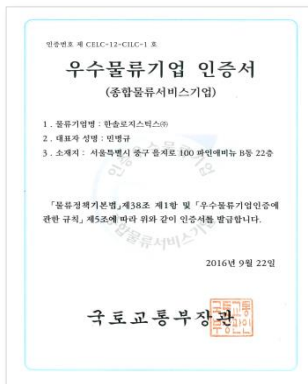 인증번호 제 CELC-12-CILC-1 호
우수물류기업 인증서
(종합물류서비스기업)
1. 물류기업명 : 한솔로지스틱스㈜
2. 대표자 성명 : 민병규
3. 소재지 : 서울특별시 중구 을지로 100 파인애비뉴 B동 22층
「물류정책기본법」제38조 제1항 및 「우수물류기업인증에
관한 규칙」제5조에 따라 위와 같이 인증서를 발급합니다.
2016년 9월 22일
국토교통부장관